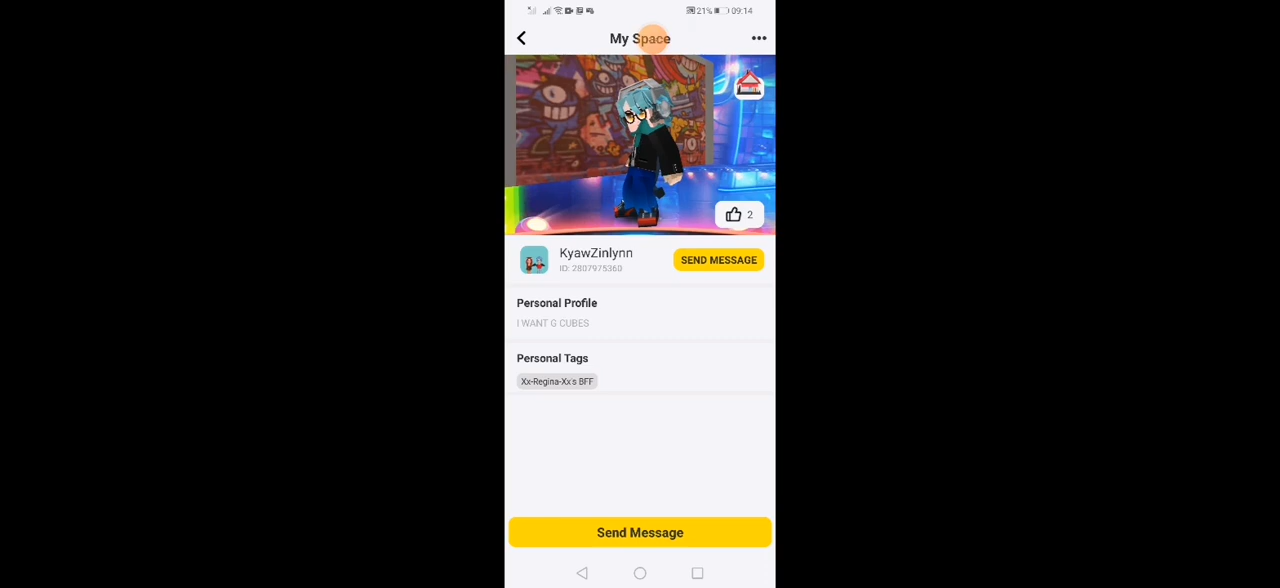 21% 09:14
My Space
2
KyawZinlynn
ID: 2807975360
SEND MESSAGE
Personal Profile
I WANT G CUBES
Personal Tags
Xx-Regina-Xx's BFF
Send Message